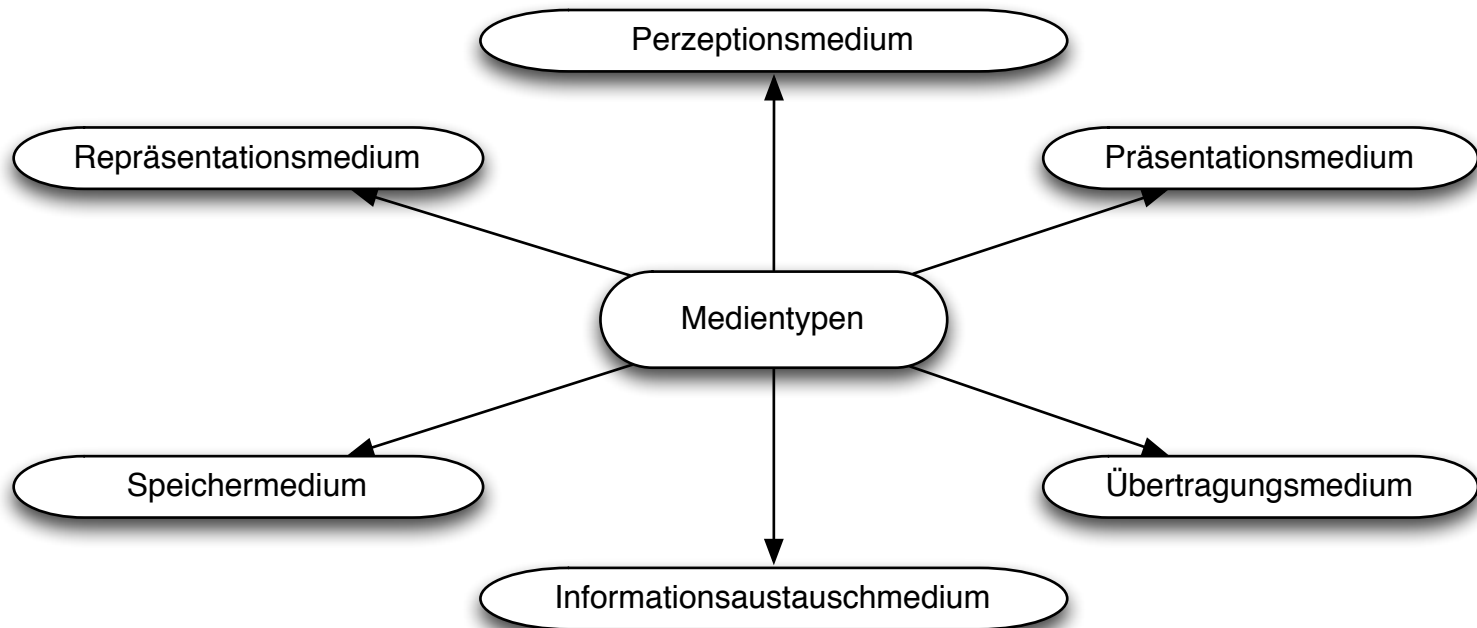 Perzeptionsmedium
Repräsentationsmedium
Präsentationsmedium
Medientypen
Speichermedium
Übertragungsmedium
Informationsaustauschmedium